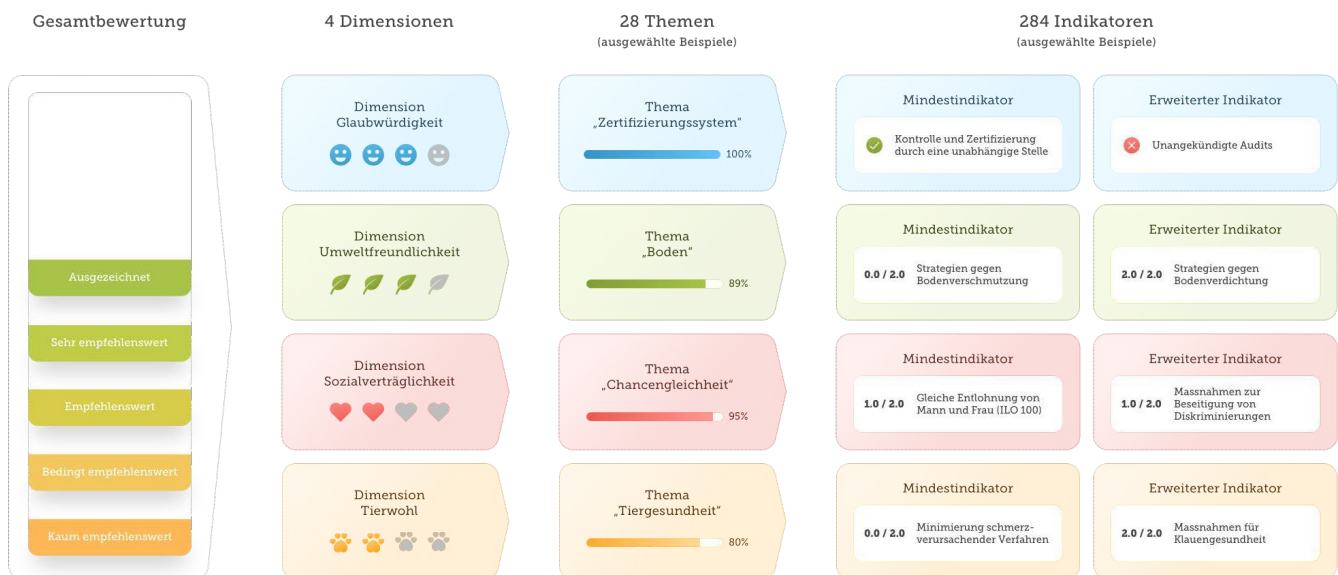 Gesamtbewertung
4 Dimensionen
28 Themen
(ausgewählte Beispiele)
284 Indikatoren
(ausgewählte Beispiele)
Ausgezeichnet
Sehr empfehlenswert
Empfehlenswert
Bedingt empfehlenswert
Kaum empfehlenswert
Dimension
Glaubwürdigkeit
Thema
„Zertifizierungssystem“
100%
Mindestindikator
Kontrolle und Zertifizierung
durch eine unabhängige Stelle
Erweiterter Indikator
Unangekündigte Audits
Dimension
Umweltfreundlichkeit
Thema
„Boden“
89%
Mindestindikator
0.0 / 2.0
Strategien gegen
Bodenverschmutzung
Erweiterter Indikator
2.0 / 2.0
Strategien gegen
Bodenverdichtung
Dimension
Sozialverträglichkeit
Thema
„Chancengleichheit“
95%
Mindestindikator
1.0 / 2.0
Gleiche Entlohnung von
Mann und Frau (ILO 100)
Erweiterter Indikator
1.0 / 2.0
Massnahmen zur
Beseitigung von
Diskriminierungen
Dimension
Tierwohl
Thema
„Tiergesundheit“
80%
Mindestindikator
0.0 / 2.0
Minimierung schmerz-
verursachender Verfahren
Erweiterter Indikator
2.0 / 2.0
Massnahmen für
Klauengesundheit